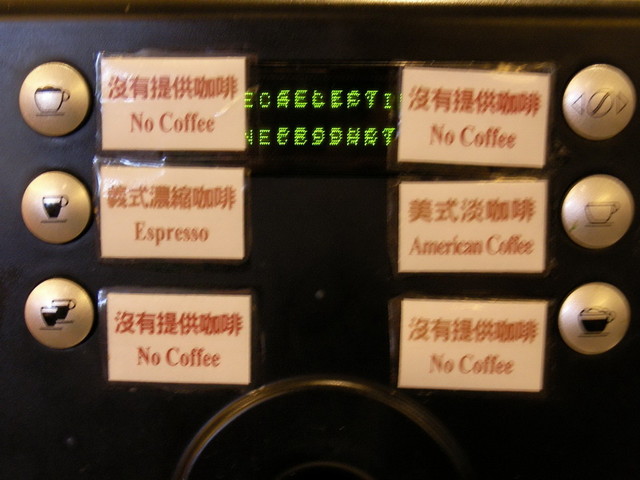 沒有提供咖啡
No Coffee
沒有提供咖啡
No Coffee
義式濃縮咖啡
Espresso
美式淡咖啡
American Coffee
沒有提供咖啡
No Coffee
沒有提供咖啡
No Coffee